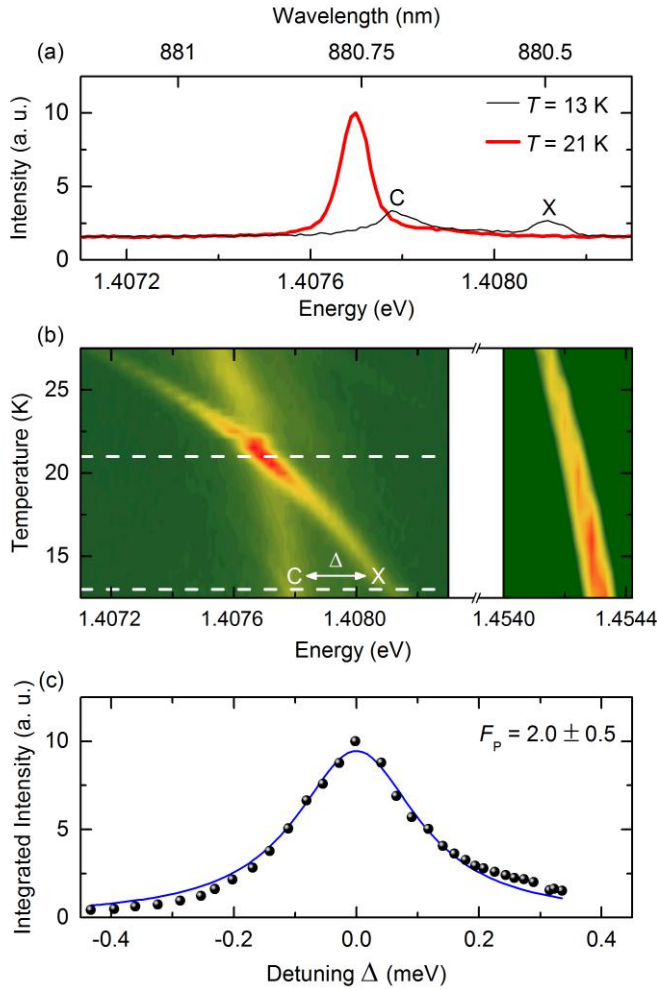 Wavelength (nm)
(a) 881 880.75 880.5
T = 13 K
T = 21 K
Intensity (a. u.)
10
5
0
C
X
1.4072 1.4076 1.4080
Energy (eV)
(b)
Temperature (K)
25
20
15
Δ
C X
1.4072 1.4076 1.4080 1.4540 1.4544
Energy (eV)
(c)
Integrated Intensity (a. u.)
10
5
0
F_P = 2.0 ± 0.5
-0.4 -0.2 0.0 0.2 0.4
Detuning Δ (meV)